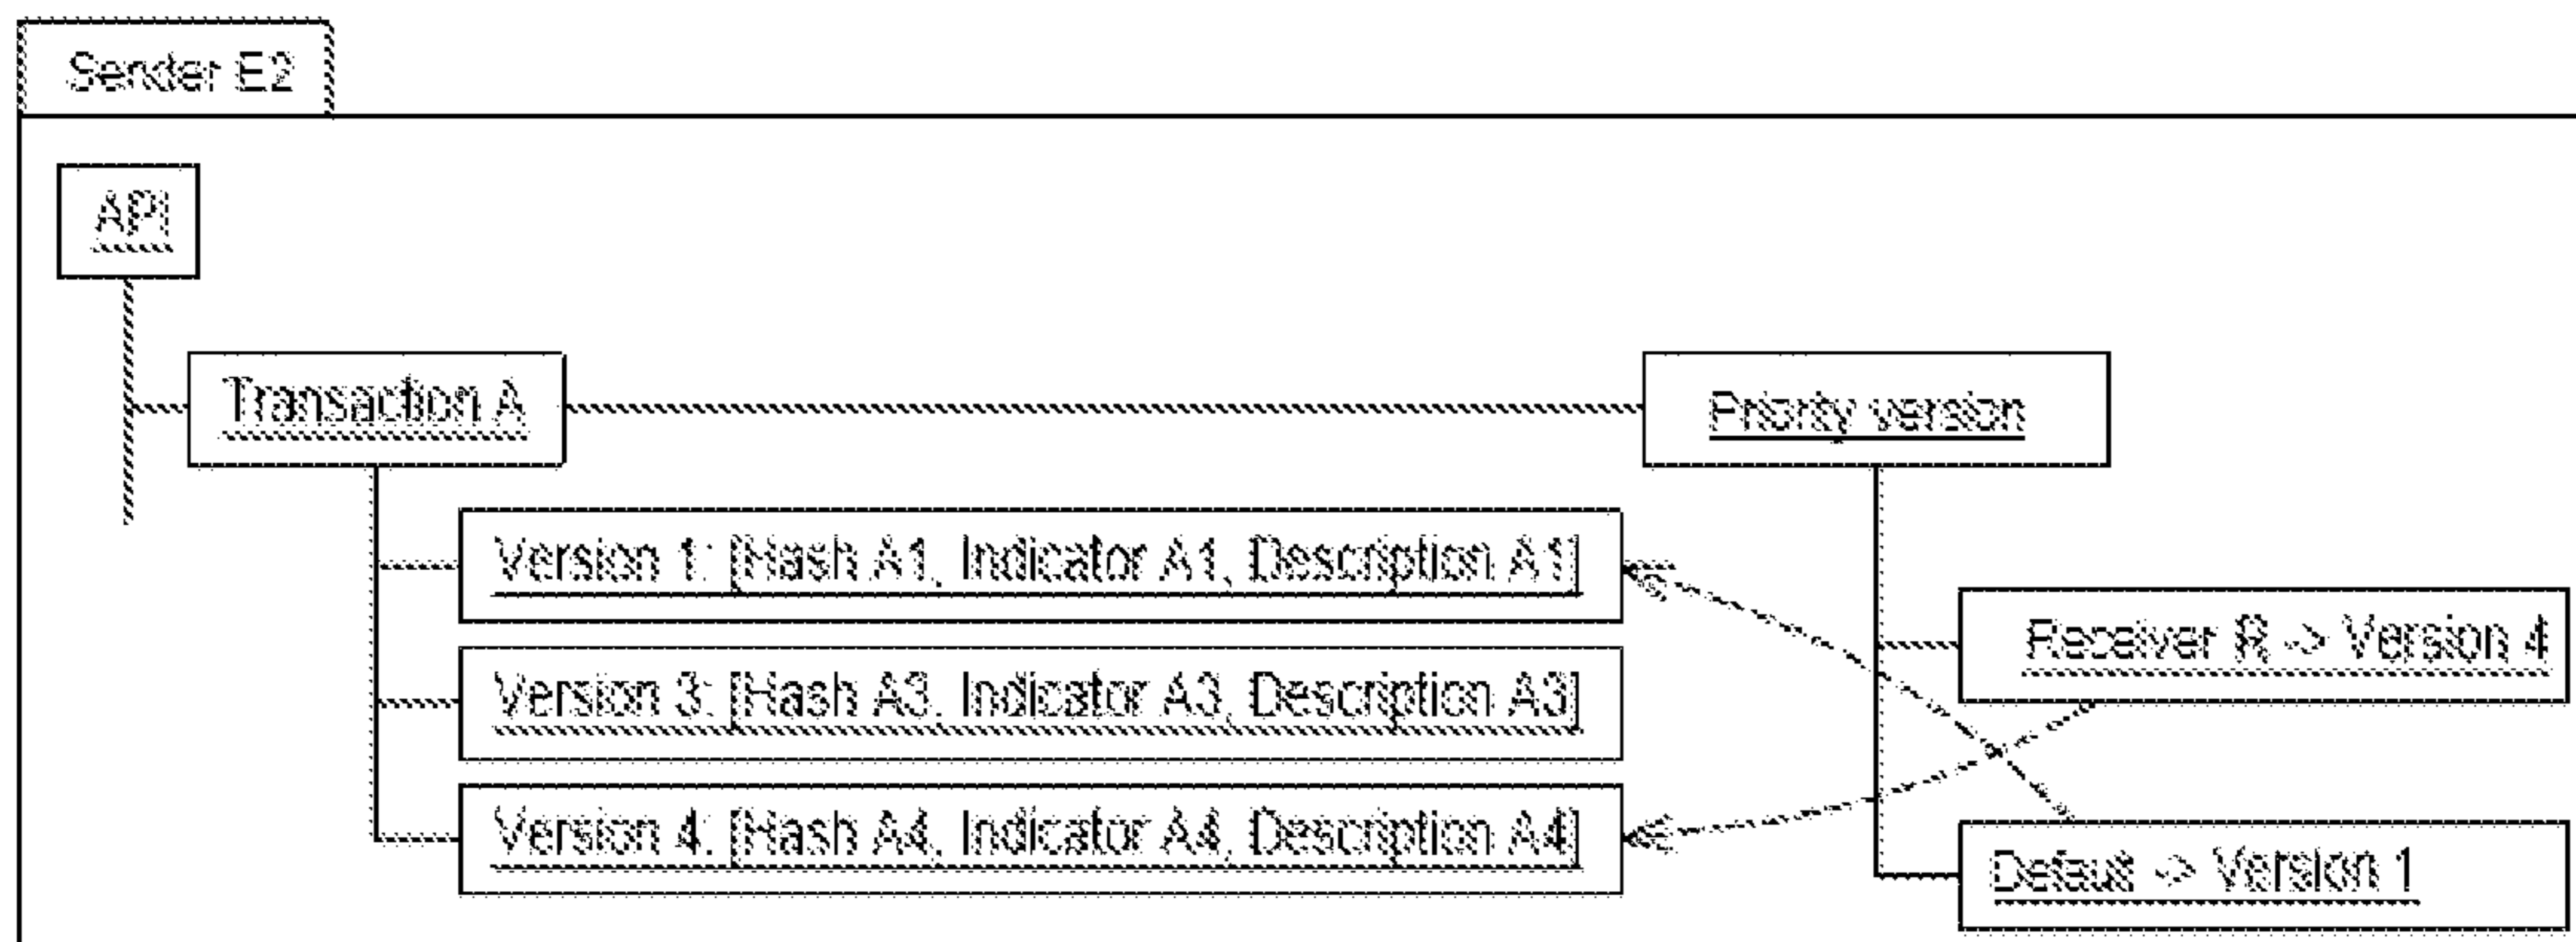 Sender E2
API
Transaction A
Priority version
Version 1: [Hash A1, Indicator A1, Description A1]
Version 3: [Hash A3, Indicator A3, Description A3]
Version 4: [Hash A4, Indicator A4, Description A4]
Receiver R -> Version 4
Default -> Version 1